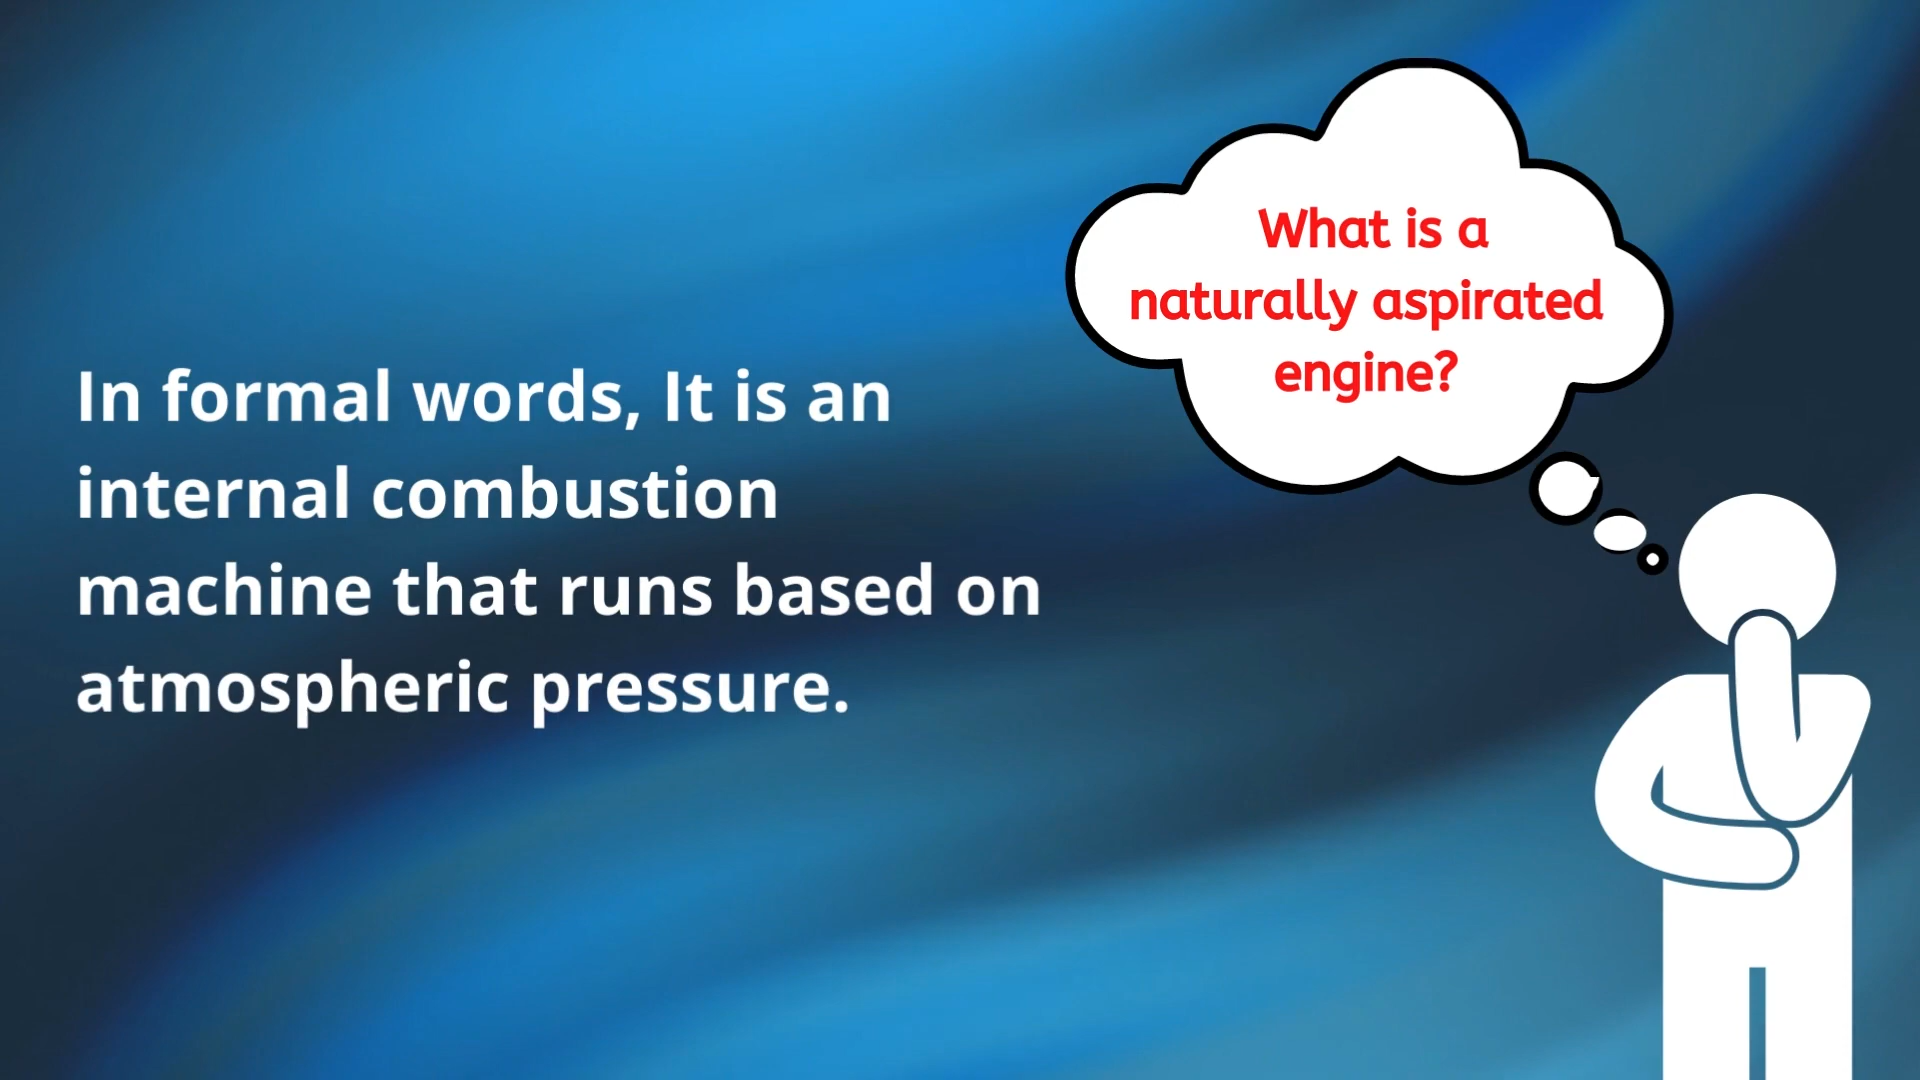 What is a
naturally aspirated
engine?
In formal words, It is an
internal combustion
machine that runs based on
atmospheric pressure.